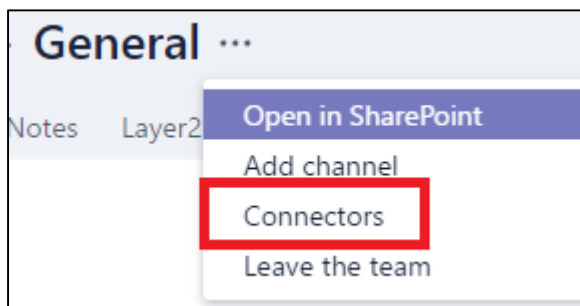 General ...
Notes Layer2
Open in SharePoint
Add channel
Connectors
Leave the team